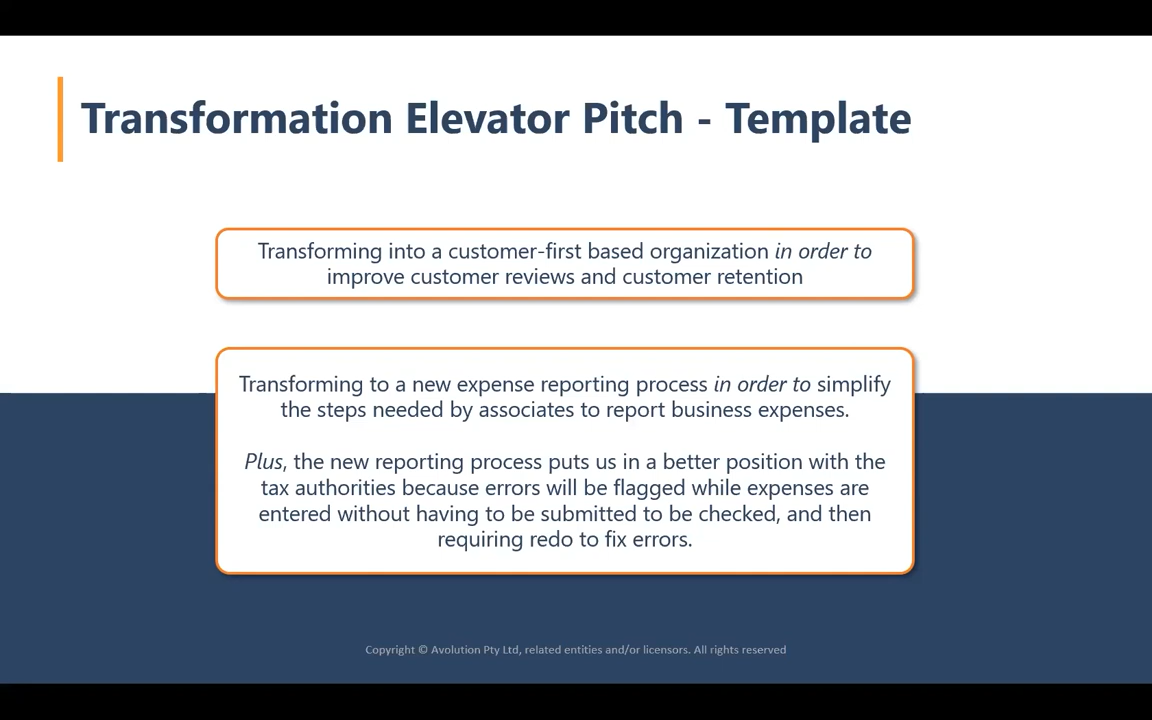 Transformation Elevator Pitch - Template
Transforming into a customer-first based organization in order to
improve customer reviews and customer retention
Transforming to a new expense reporting process in order to simplify
the steps needed by associates to report business expenses.
Plus, the new reporting process puts us in a better position with the
tax authorities because errors will be flagged while expenses are
entered without having to be submitted to be checked, and then
requiring redo to fix errors.
Copyright © Avolution Pty Ltd, related entities and/or licensors. All rights reserved